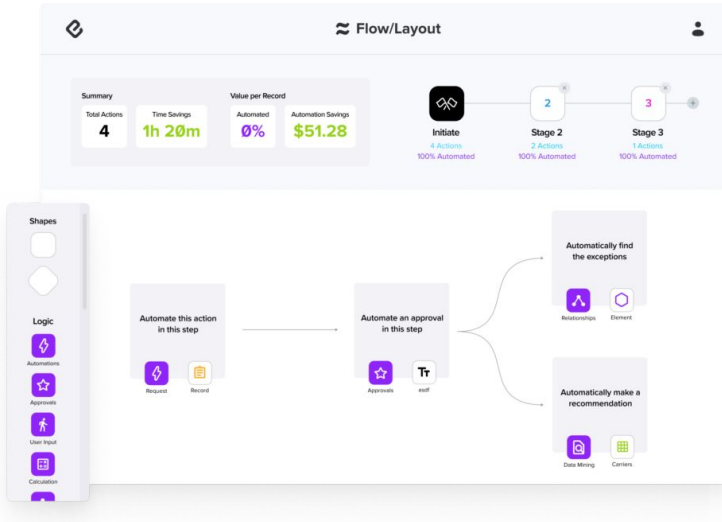 Flow/Layout
Summary
Value per Record
Total Actions
4
Time Savings
1h 20m
Automated
0%
Automation Savings
$51.28
2
3
Initiate
4 Actions
100% Automated
Stage 2
2 Actions
100% Automated
Stage 3
1 Actions
100% Automated
Shapes
Logic
Automations
Approvals
User Input
Calculation
Automate this action
in this step
Request
Record
Automate an approval
in this step
Approvals
TT
asdf
Automatically find
the exceptions
Relationships
Element
Automatically make a
recommendation
Data Mining
Carriers